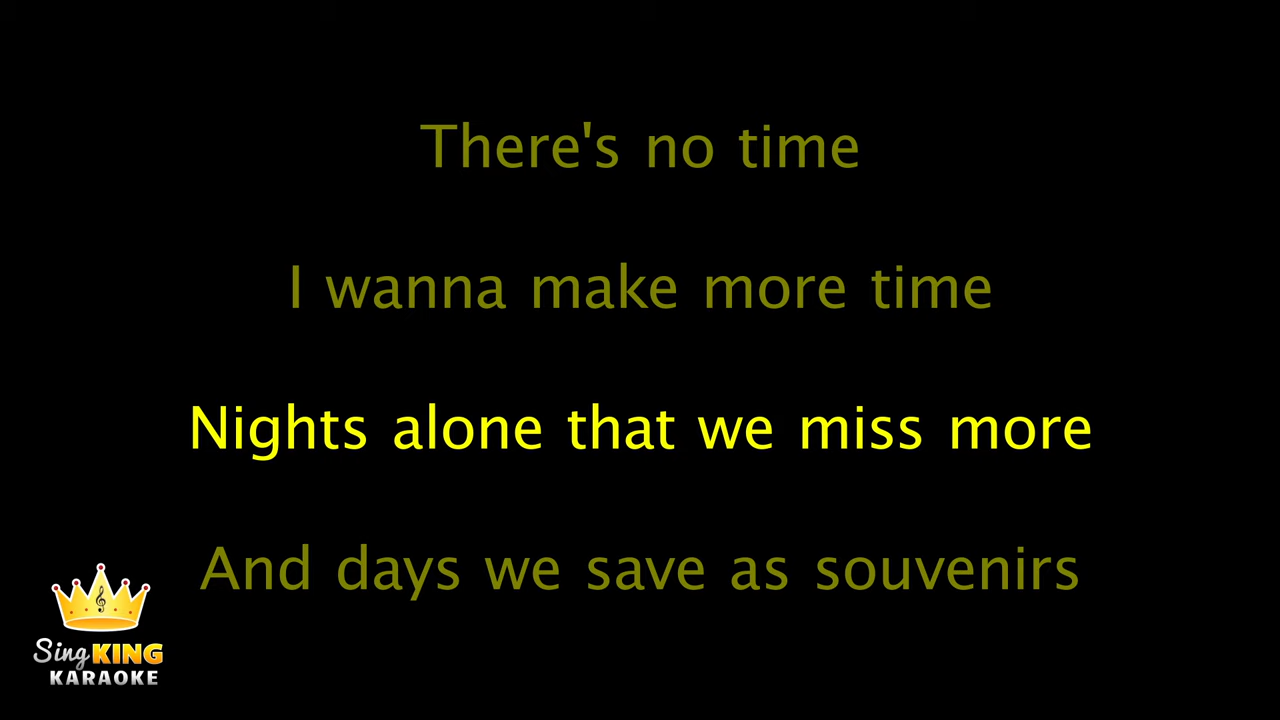 There's no time
I wanna make more time
Nights alone that we miss more
And days we save as souvenirs
Sing KING
KARAOKE